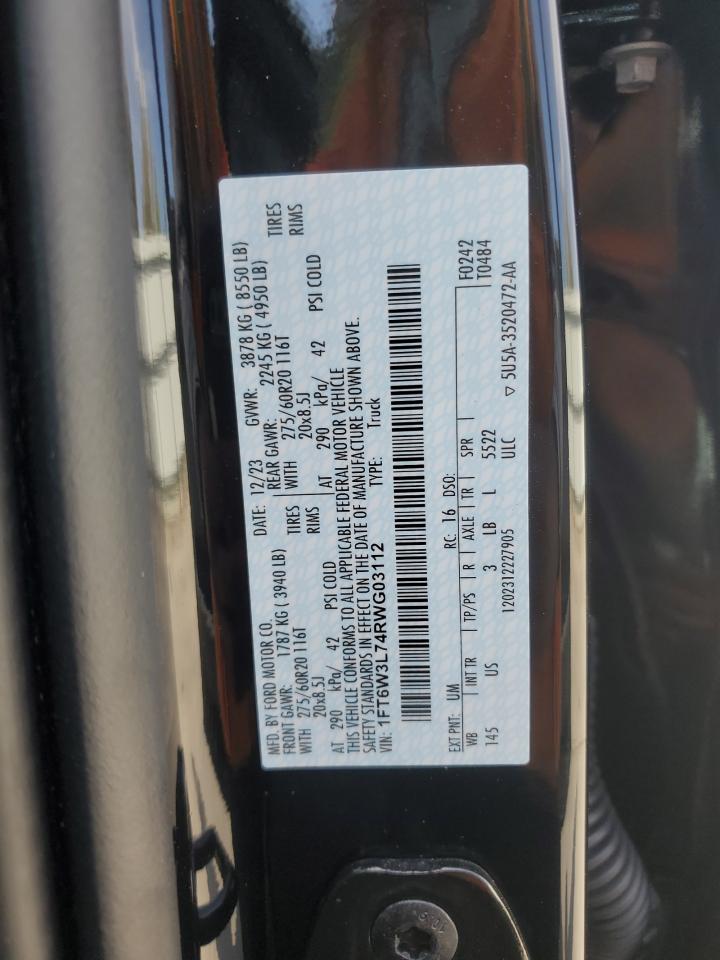 MFD. BY FORD MOTOR CO.
DATE: 12/23 GVWR: 3878 KG ( 8550 LB)
FRONT GAWR: 1787 KG ( 3940 LB) REAR GAWR: 2245 KG ( 4950 LB)
WITH 275/60R20 116T TIRES WITH 275/60R20 116T TIRES
20x8.5J RIMS 20x8.5J RIMS
AT 290 kPa/ 42 PSI COLD AT 290 kPa/ 42 PSI COLD
THIS VEHICLE CONFORMS TO ALL APPLICABLE FEDERAL MOTOR VEHICLE
SAFETY STANDARDS IN EFFECT ON THE DATE OF MANUFACTURE SHOWN ABOVE.
VIN: 1FT6W3L74RWG03112 TYPE: Truck
EXT PNT: UM RC: 16 DSO: F0242
WB INT TR TP/PS R AXLE TR SPR T0484
145 US 3 LB L 5522
1202312227905 ULC ▽ 5U5A-3520472-AA
10.9